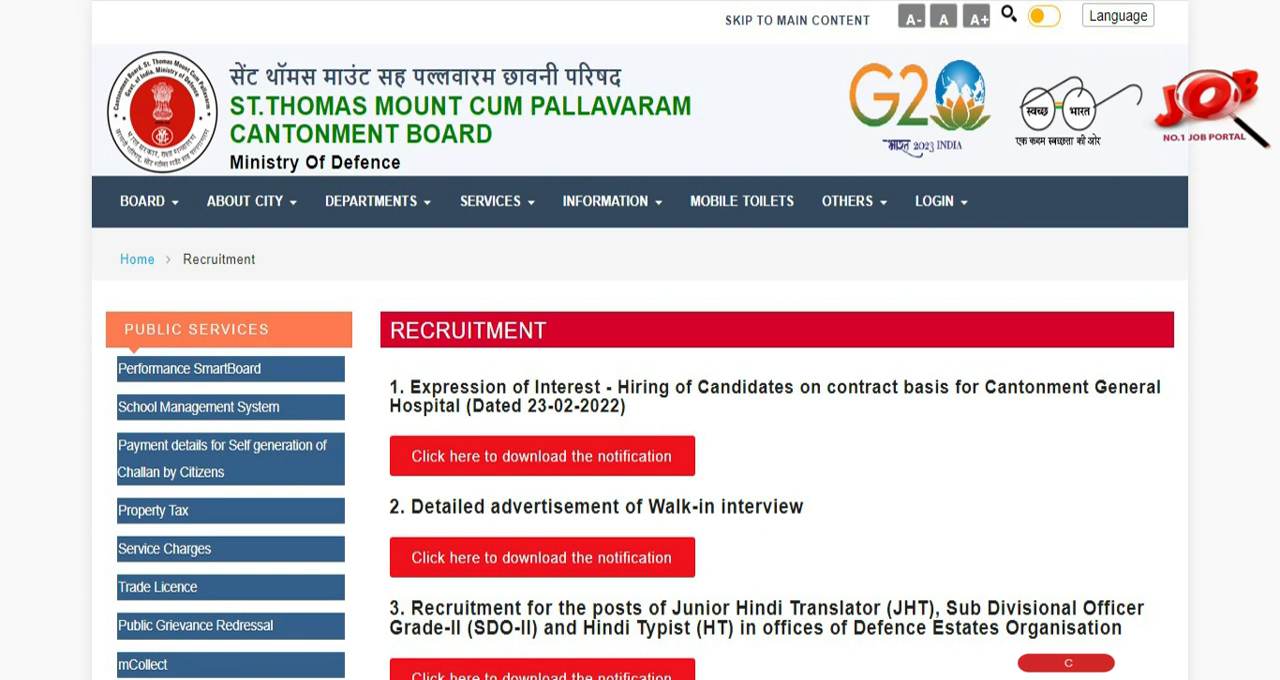 SKIP TO MAIN CONTENT
A-
A
A+
Language
सेंट थॉमस माउंट सह पल्लवारम छावनी परिषद
ST.THOMAS MOUNT CUM PALLAVARAM
CANTONMENT BOARD
Ministry Of Defence
G20
भारत 2023 INDIA
स्वच्छ भारत
एक कदम स्वच्छता की ओर
JOB
NO.1 JOB PORTAL
BOARD
ABOUT CITY
DEPARTMENTS
SERVICES
INFORMATION
MOBILE TOILETS
OTHERS
LOGIN
Home > Recruitment
PUBLIC SERVICES
Performance SmartBoard
School Management System
Payment details for Self generation of
Challan by Citizens
Property Tax
Service Charges
Trade Licence
Public Grievance Redressal
mCollect
RECRUITMENT
1. Expression of Interest - Hiring of Candidates on contract basis for Cantonment General
Hospital (Dated 23-02-2022)
Click here to download the notification
2. Detailed advertisement of Walk-in interview
Click here to download the notification
3. Recruitment for the posts of Junior Hindi Translator (JHT), Sub Divisional Officer
Grade-II (SDO-II) and Hindi Typist (HT) in offices of Defence Estates Organisation
Click here to download the notification
C